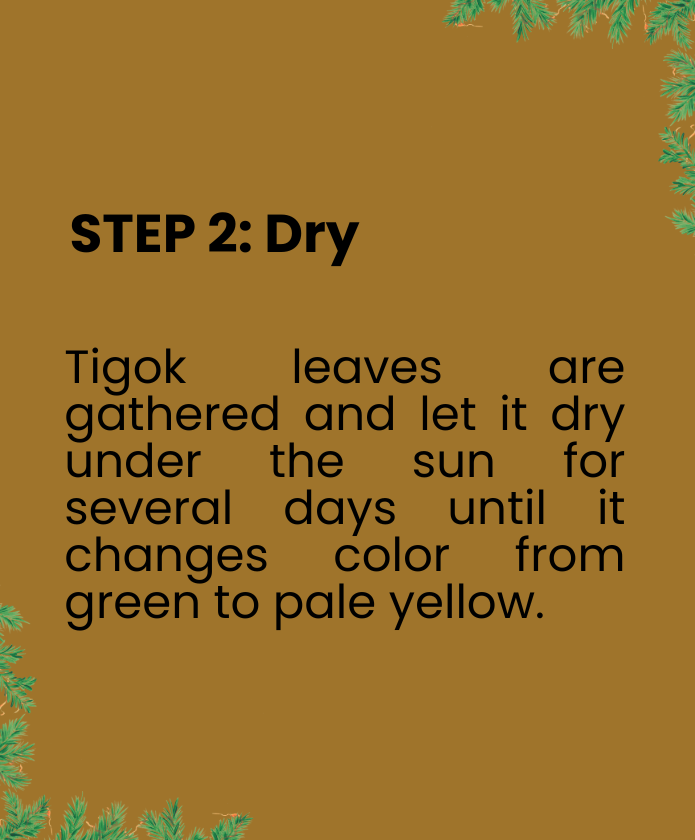 STEP 2: Dry
Tigok leaves are
gathered and let it dry
under the sun for
several days until it
changes color from
green to pale yellow.